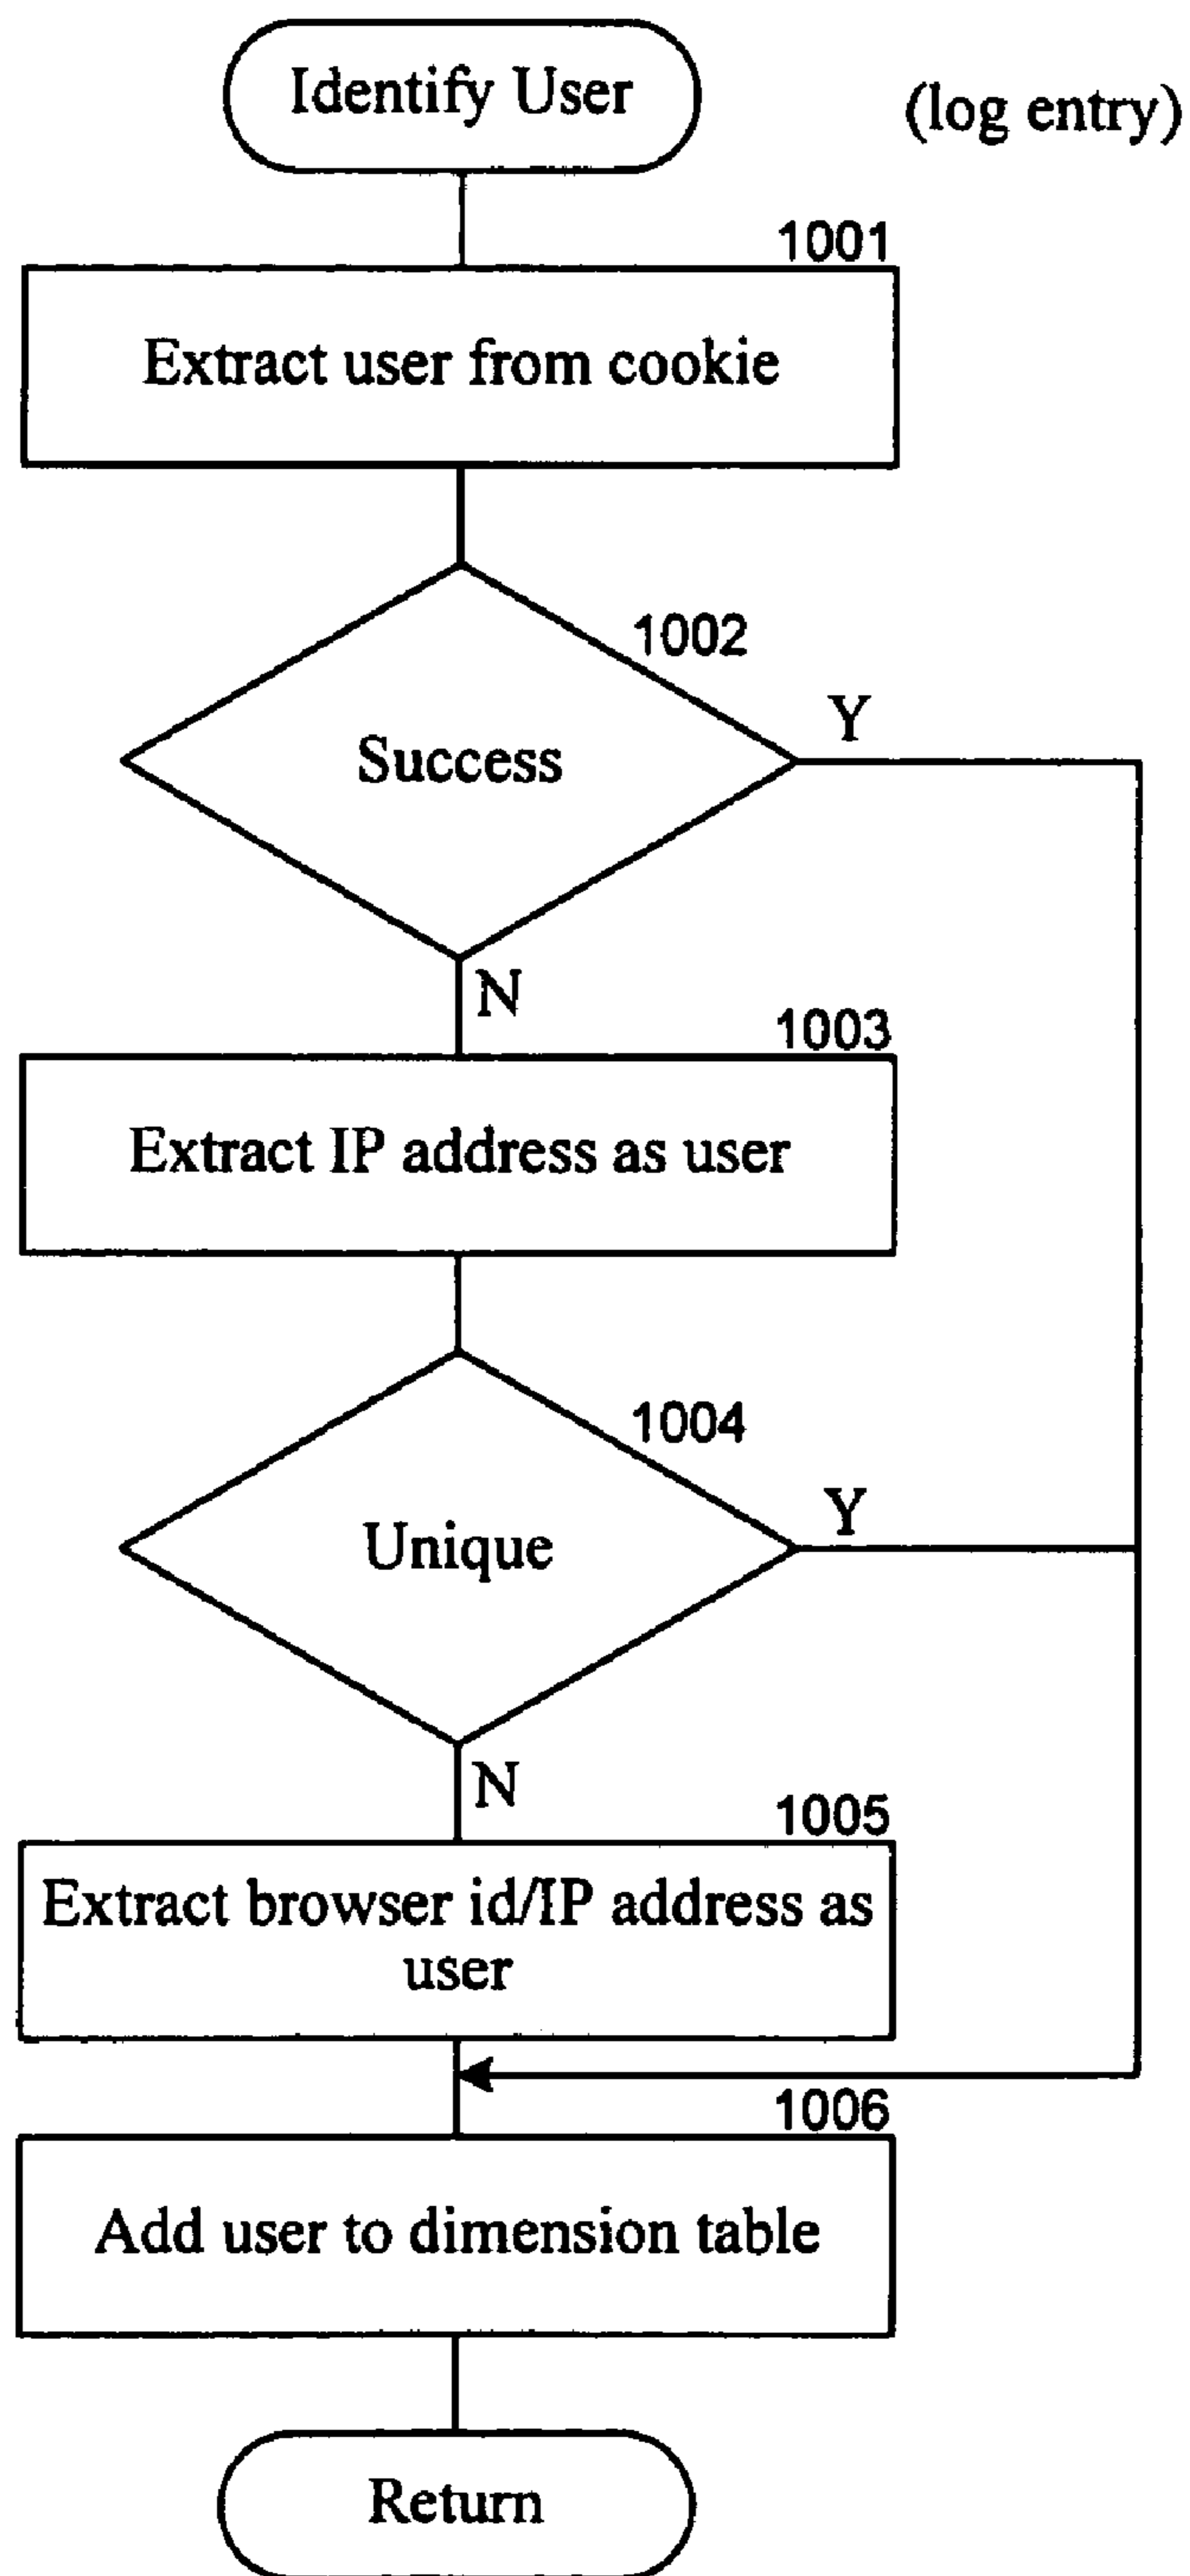 Identify User
(log entry)
1001
Extract user from cookie
1002
Success
Y
N
1003
Extract IP address as user
1004
Unique
Y
N
1005
Extract browser id/IP address as
user
1006
Add user to dimension table
Return